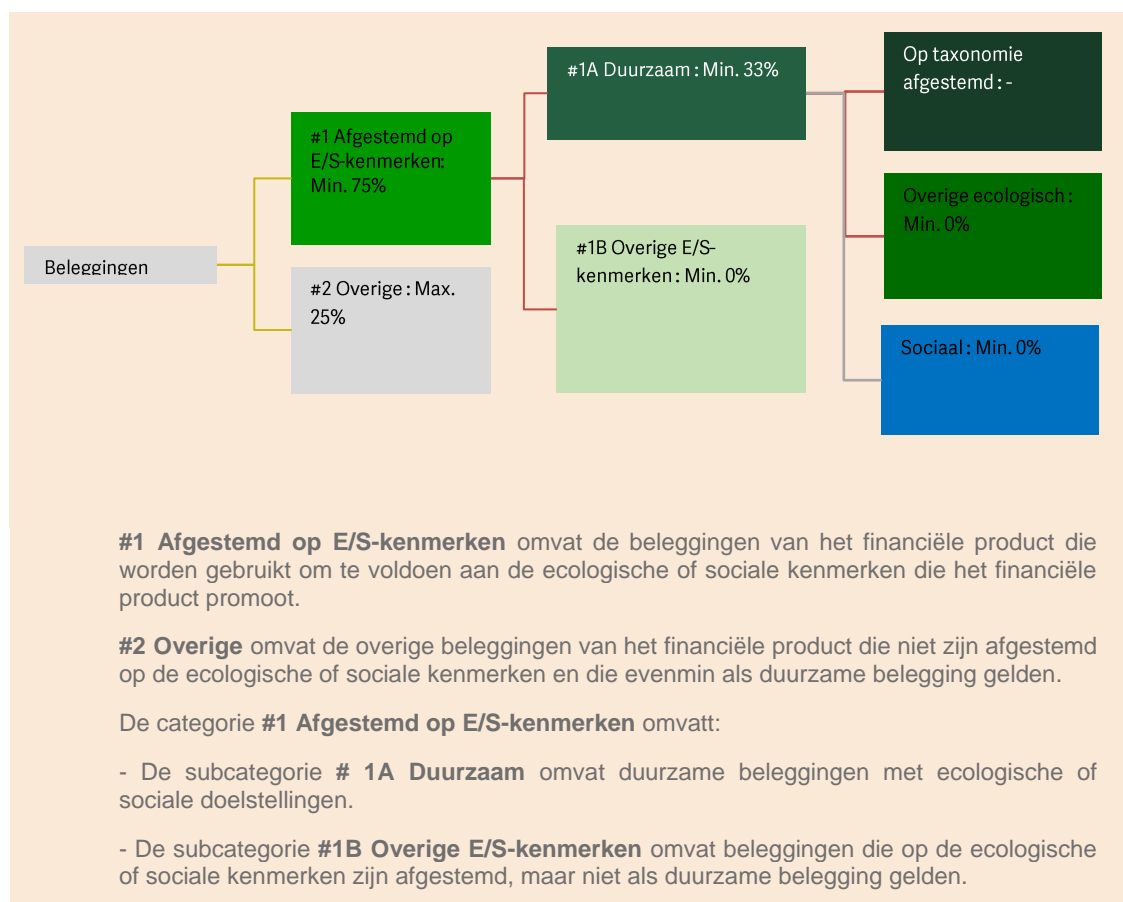 Beleggingen
#1 Afgestemd op
E/S-kenmerken:
Min. 75%
#2 Overige : Max.
25%
#1A Duurzaam : Min. 33%
#1B Overige E/S-
kenmerken : Min. 0%
Op taxonomie
afgestemd : -
Overige ecologisch :
Min. 0%
Sociaal : Min. 0%
#1 Afgestemd op E/S-kenmerken omvat de beleggingen van het financiële product die
worden gebruikt om te voldoen aan de ecologische of sociale kenmerken die het financiële
product promoot.
#2 Overige omvat de overige beleggingen van het financiële product die niet zijn afgestemd
op de ecologische of sociale kenmerken en die evenmin als duurzame belegging gelden.
De categorie #1 Afgestemd op E/S-kenmerken omvatt:
- De subcategorie # 1A Duurzaam omvat duurzame beleggingen met ecologische of
sociale doelstellingen.
- De subcategorie #1B Overige E/S-kenmerken omvat beleggingen die op de ecologische
of sociale kenmerken zijn afgestemd, maar niet als duurzame belegging gelden.